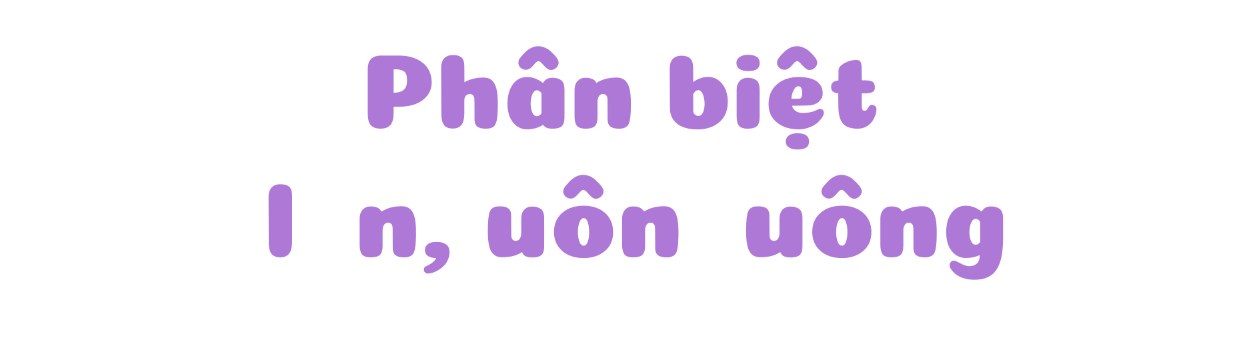 Phân biệt
l n, uôn uông